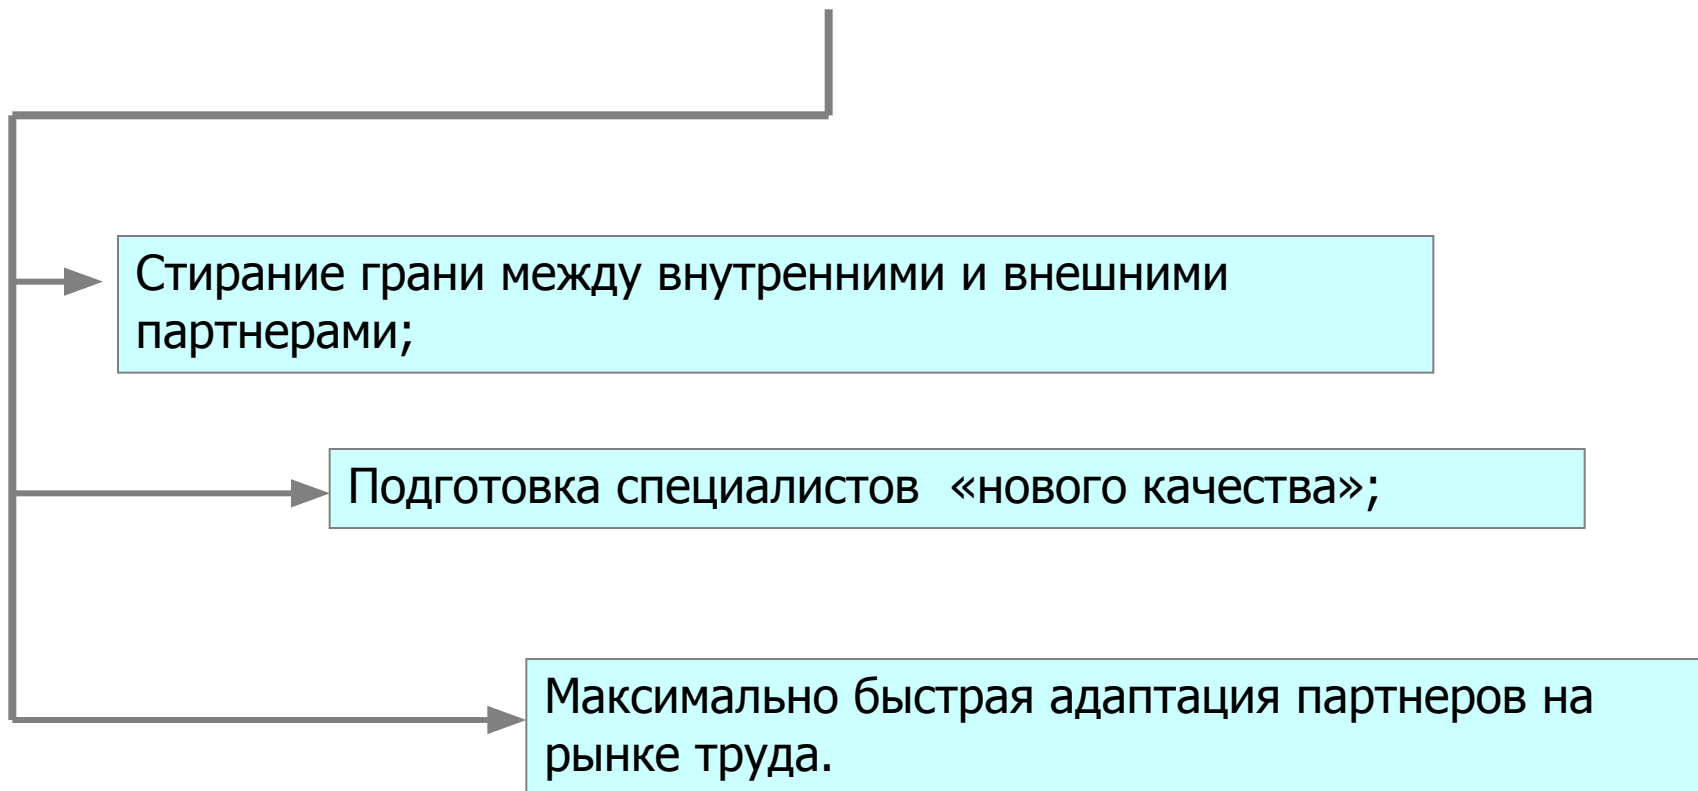 Стирание грани между внутренними и внешними
партнерами;
Подготовка специалистов  «нового качества»;
Максимально быстрая адаптация партнеров на
рынке труда.